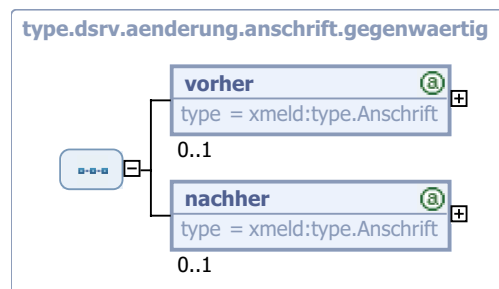 type.dsrv.aenderung.anschrift.gegenwaertig
vorher @
type = xmeld:type.Anschrift
0..1
nachher @
type = xmeld:type.Anschrift
0..1